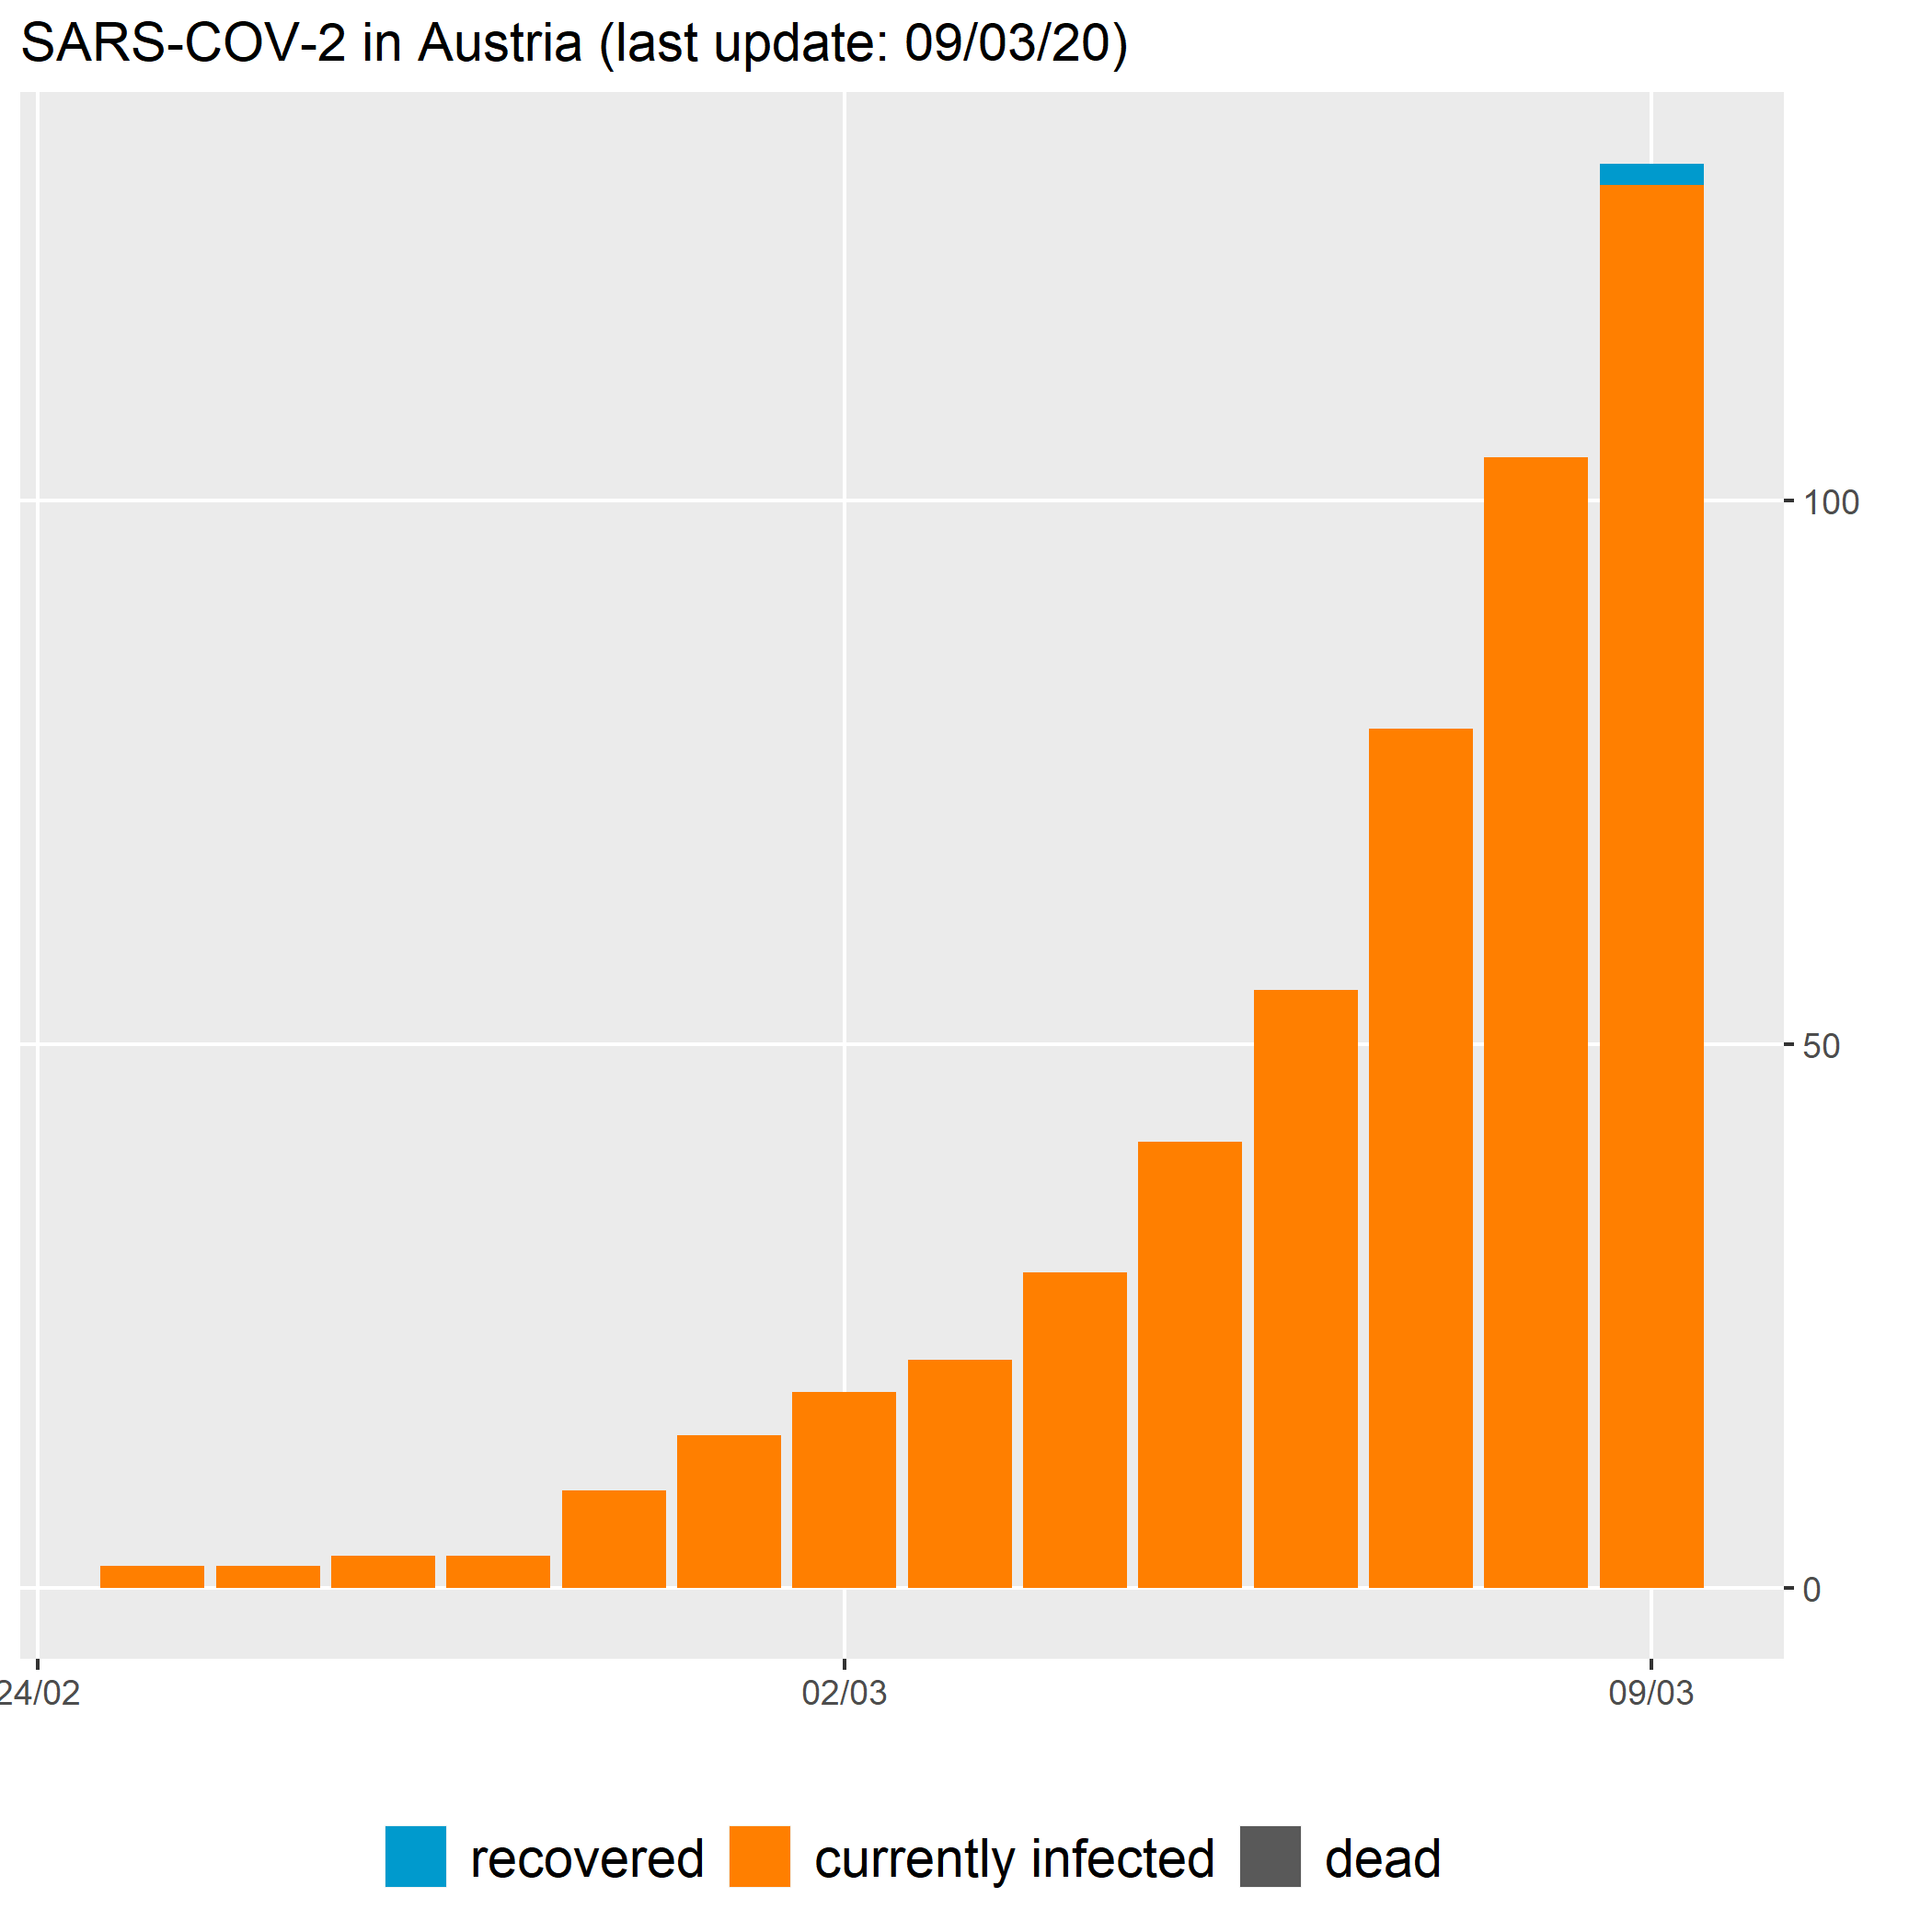 SARS-COV-2 in Austria (last update: 09/03/20)
100
50
0
24/02 02/03 09/03
recovered currently infected dead